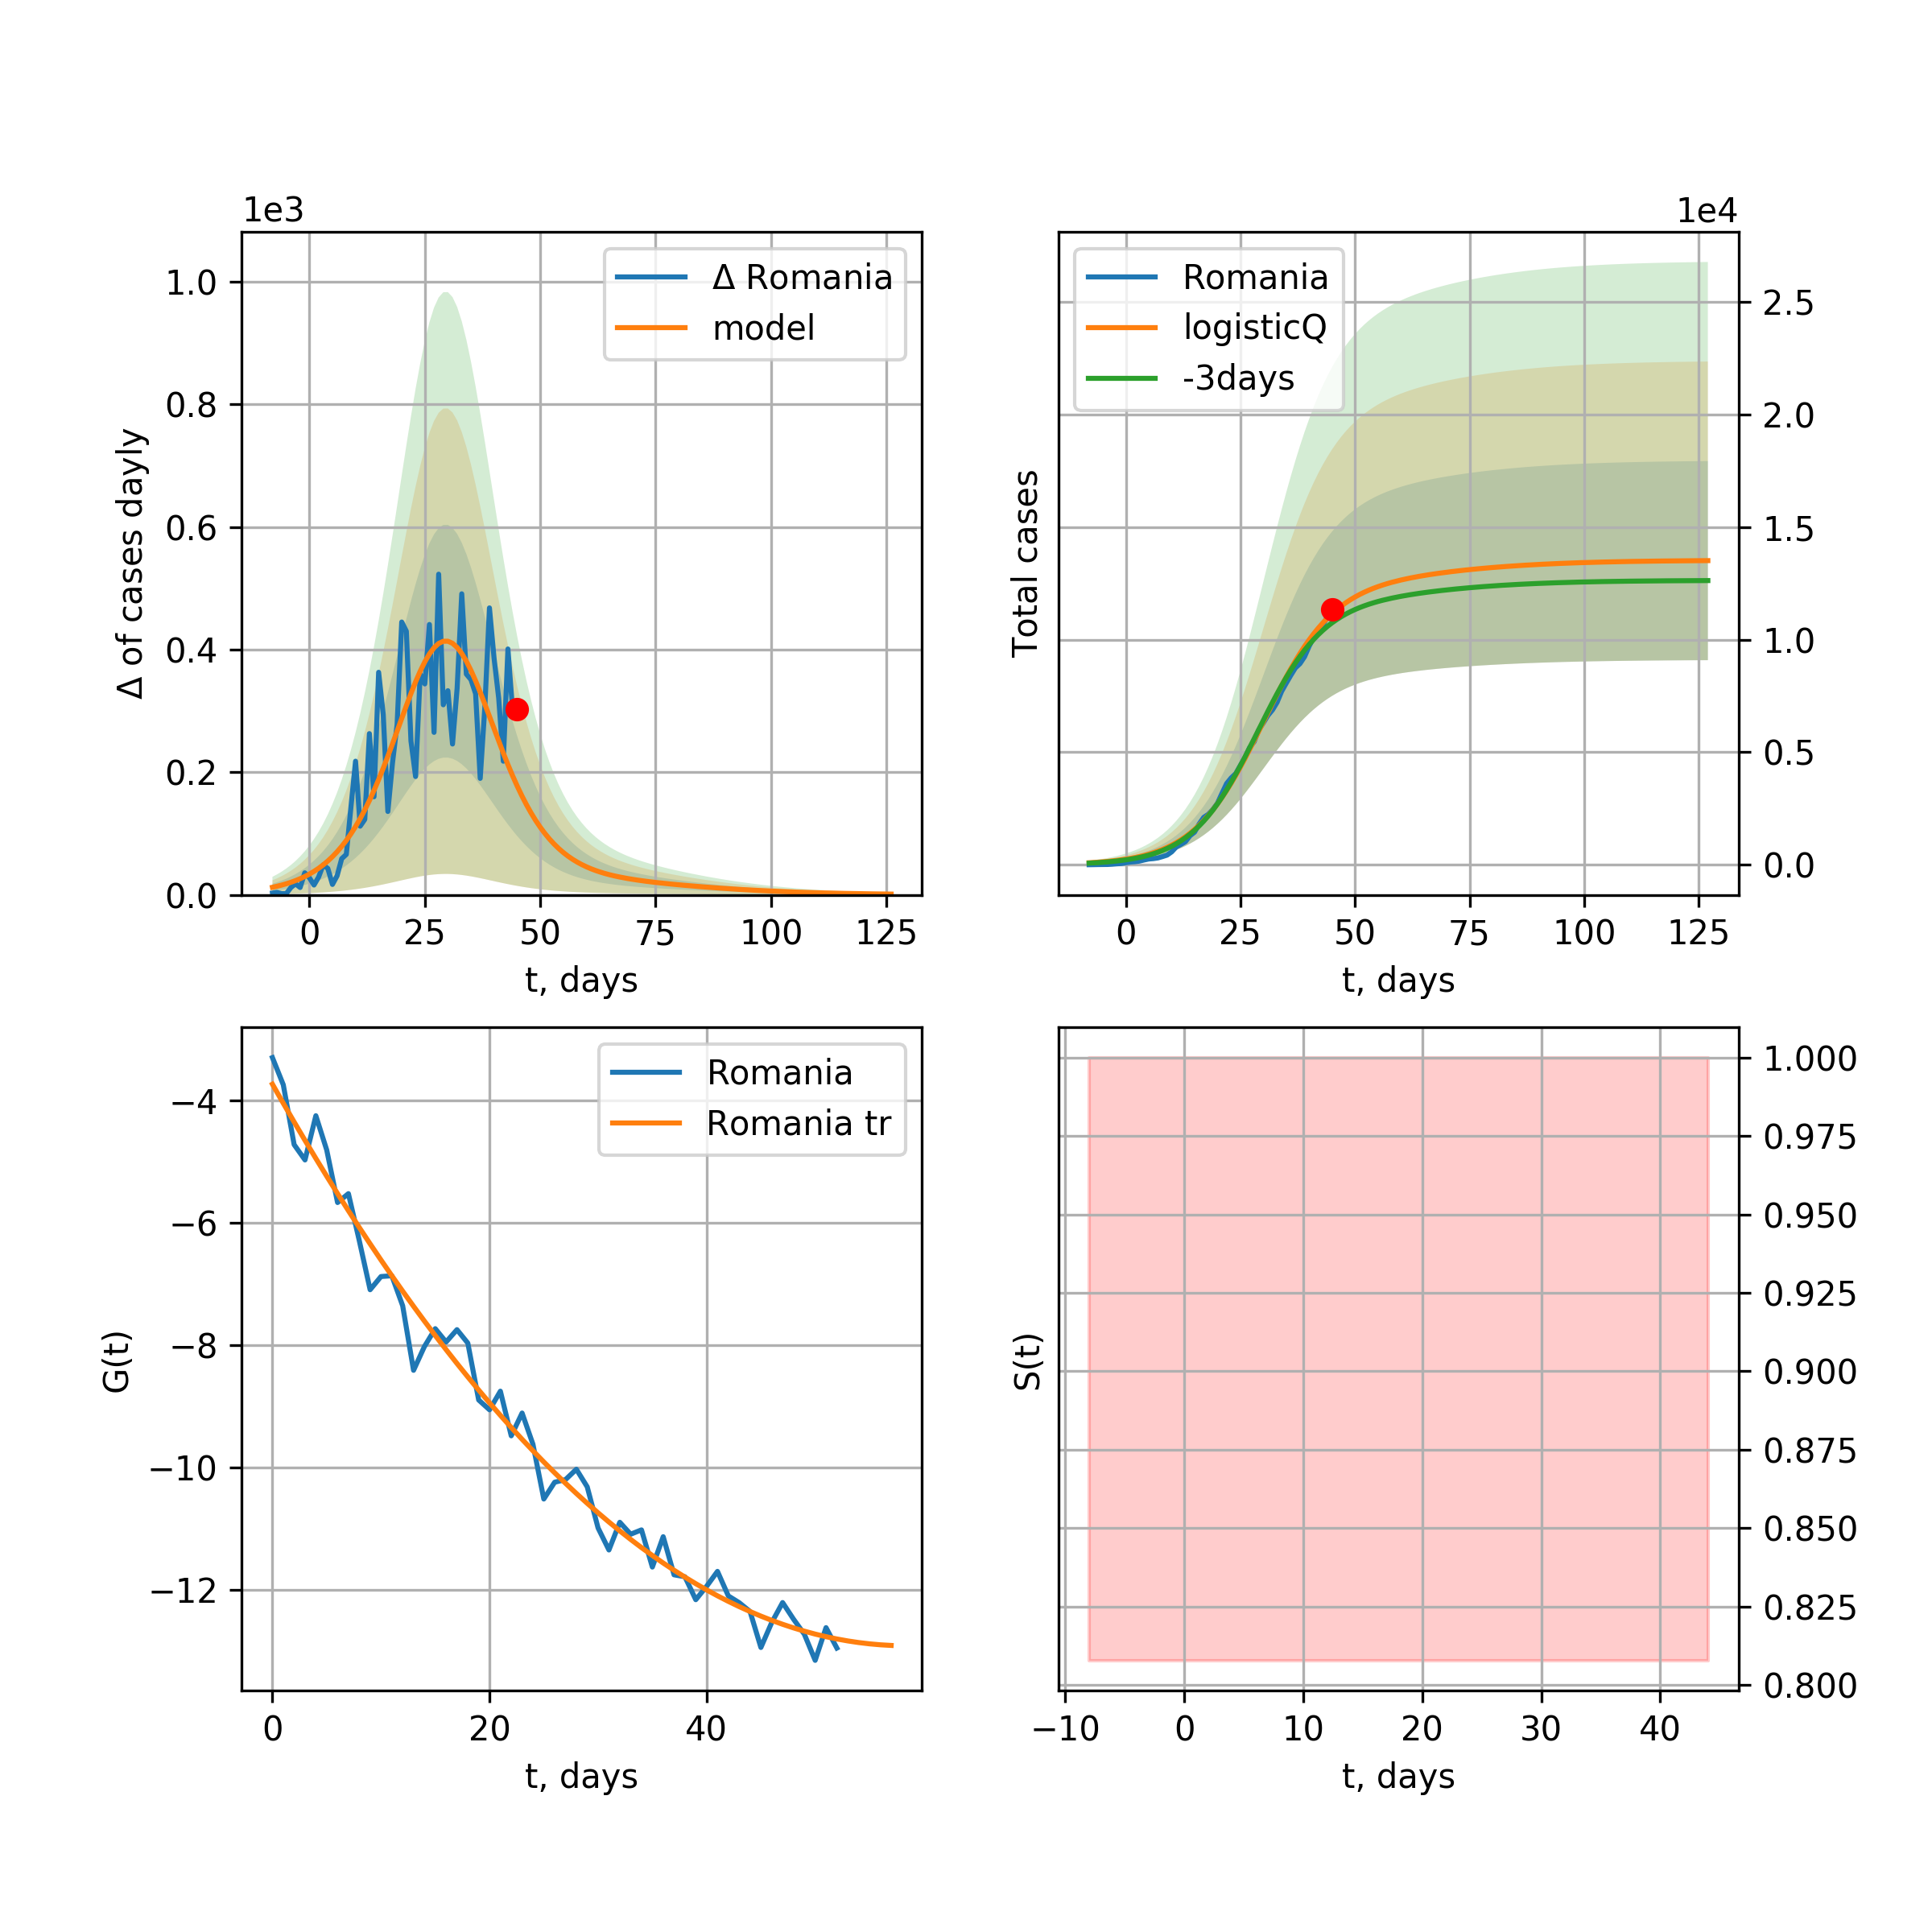 1e3
Δ Romania
model
1.0
0.8
0.6
0.4
0.2
0.0
Δ of cases dayly
0 25 50 75 100 125
t, days
1e4
Romania
logisticQ
-3days
2.5
2.0
1.5
1.0
0.5
0.0
Total cases
0 25 50 75 100 125
t, days
Romania
Romania tr
−4
−6
−8
−10
−12
G(t)
0 20 40
t, days
1.000
0.975
0.950
0.925
0.900
0.875
0.850
0.825
0.800
S(t)
−10 0 10 20 30 40
t, days